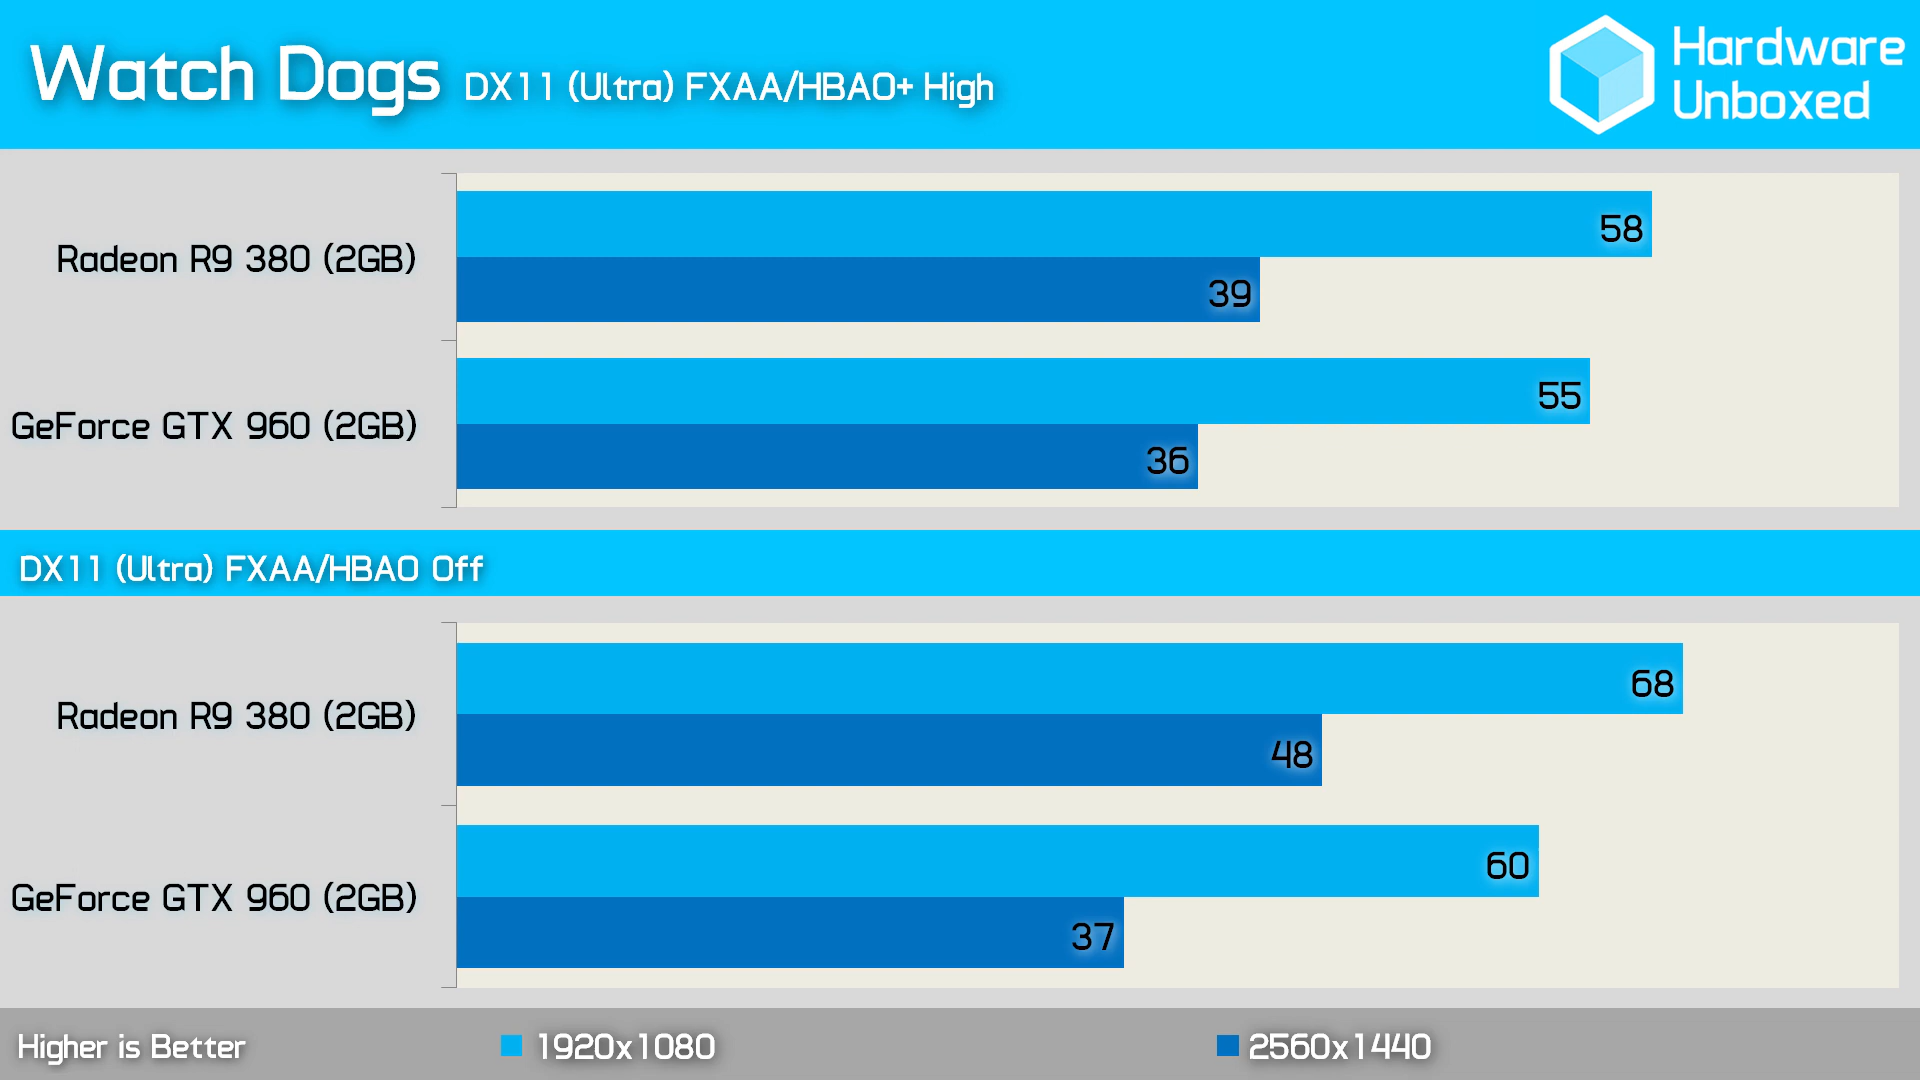 Watch Dogs DX11 (Ultra) FXAA/HBAO+ High
Hardware
Unboxed
Radeon R9 380 (2GB)
58
39
GeForce GTX 960 (2GB)
55
36
DX11 (Ultra) FXAA/HBAO Off
Radeon R9 380 (2GB)
68
48
GeForce GTX 960 (2GB)
60
37
Higher is Better
1920x1080
2560x1440